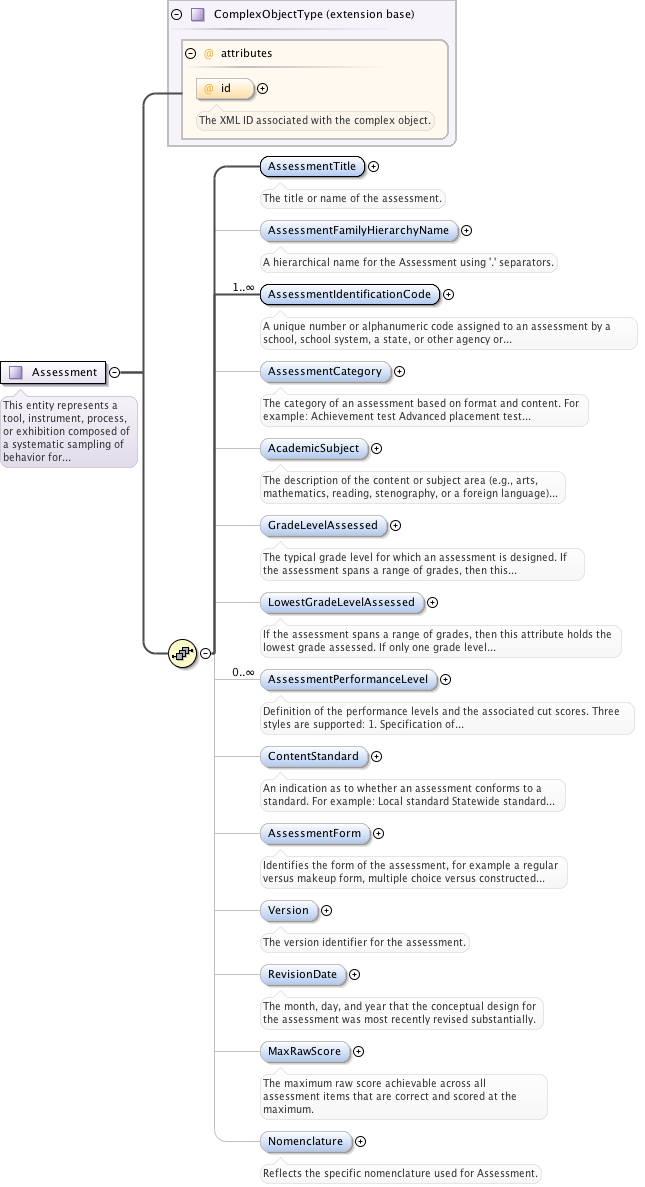 ComplexObjectType (extension base)
@ attributes
@ id
The XML ID associated with the complex object.
AssessmentTitle
The title or name of the assessment.
AssessmentFamilyHierarchyName
A hierarchical name for the Assessment using '.' separators.
1..∞
AssessmentIdentificationCode
A unique number or alphanumeric code assigned to an assessment by a
school, school system, a state, or other agency or...
Assessment
This entity represents a
tool, instrument, process,
or exhibition composed of
a systematic sampling of
behavior for...
AssessmentCategory
The category of an assessment based on format and content. For
example: Achievement test Advanced placement test...
AcademicSubject
The description of the content or subject area (e.g., arts,
mathematics, reading, stenography, or a foreign language)...
GradeLevelAssessed
The typical grade level for which an assessment is designed. If
the assessment spans a range of grades, then this...
LowestGradeLevelAssessed
If the assessment spans a range of grades, then this attribute holds the
lowest grade assessed. If only one grade level...
0..∞
AssessmentPerformanceLevel
Definition of the performance levels and the associated cut scores. Three
styles are supported: 1. Specification of...
ContentStandard
An indication as to whether an assessment conforms to a
standard. For example: Local standard Statewide standard...
AssessmentForm
Identifies the form of the assessment, for example a regular
versus makeup form, multiple choice versus constructed...
Version
The version identifier for the assessment.
RevisionDate
The month, day, and year that the conceptual design for
the assessment was most recently revised substantially.
MaxRawScore
The maximum raw score achievable across all
assessment items that are correct and scored at the
maximum.
Nomenclature
Reflects the specific nomenclature used for Assessment.